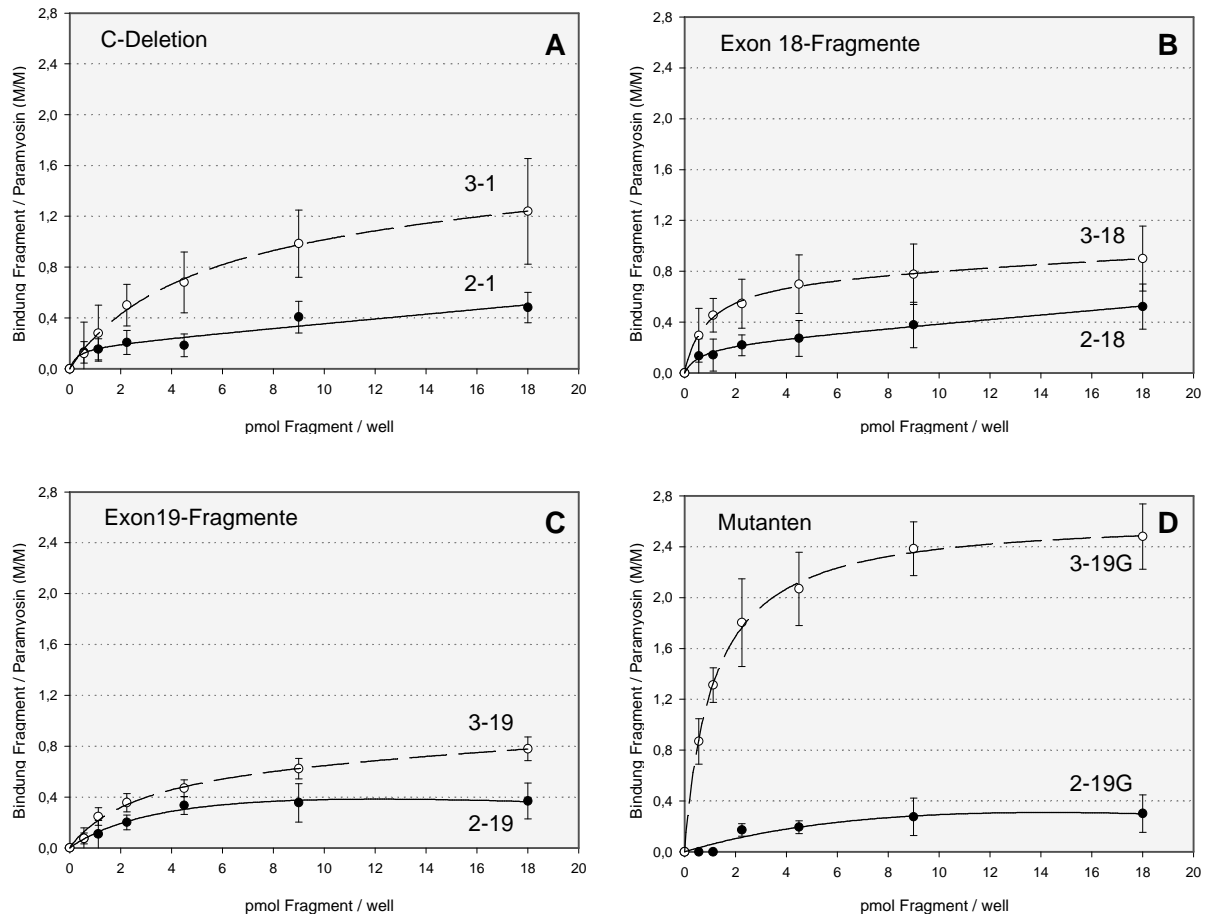 C-Deletion
A
Bindung Fragment / Paramyosin (M/M)
2,8
2,4
2,0
1,6
1,2
0,8
0,4
0,0
3-1
2-1
0 2 4 6 8 10 12 14 16 18 20
pmol Fragment / well
Exon 18-Fragmente
B
Bindung Fragment / Paramyosin (M/M)
2,8
2,4
2,0
1,6
1,2
0,8
0,4
0,0
3-18
2-18
0 2 4 6 8 10 12 14 16 18 20
pmol Fragment / well
Exon19-Fragmente
C
Bindung Fragment / Paramyosin (M/M)
2,8
2,4
2,0
1,6
1,2
0,8
0,4
0,0
3-19
2-19
0 2 4 6 8 10 12 14 16 18 20
pmol Fragment / well
Mutanten
D
Bindung Fragment / Paramyosin (M/M)
2,8
2,4
2,0
1,6
1,2
0,8
0,4
0,0
3-19G
2-19G
0 2 4 6 8 10 12 14 16 18 20
pmol Fragment / well